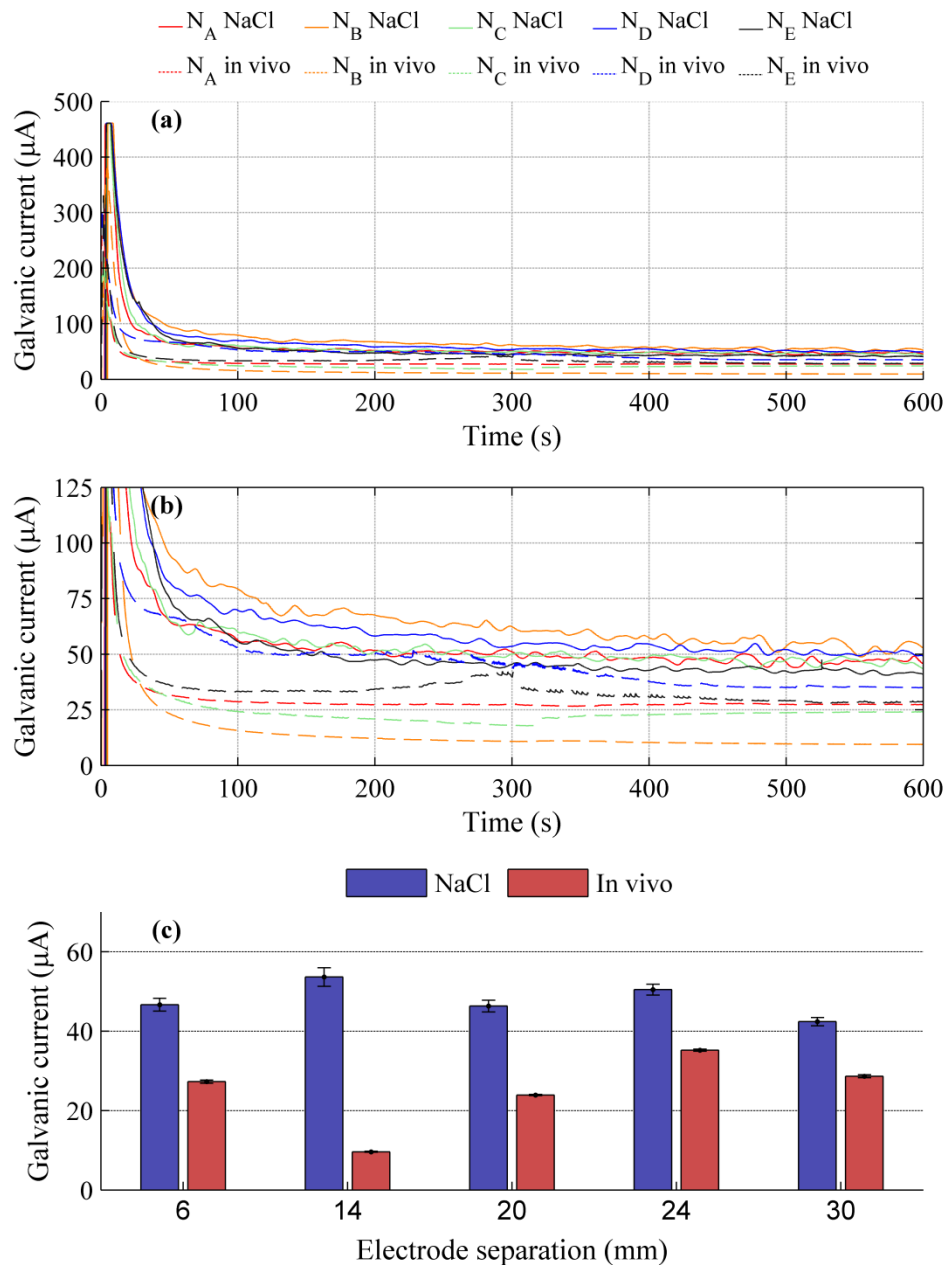 N_A NaCl N_B NaCl N_C NaCl N_D NaCl N_E NaCl
N_A in vivo N_B in vivo N_C in vivo N_D in vivo N_E in vivo
(a)
500
400
300
200
100
0
Galvanic current (µA)
0 100 200 300 400 500 600
Time (s)
(b)
125
100
75
50
25
0
Galvanic current (µA)
0 100 200 300 400 500 600
Time (s)
NaCl In vivo
(c)
60
40
20
0
Galvanic current (µA)
6 14 20 24 30
Electrode separation (mm)